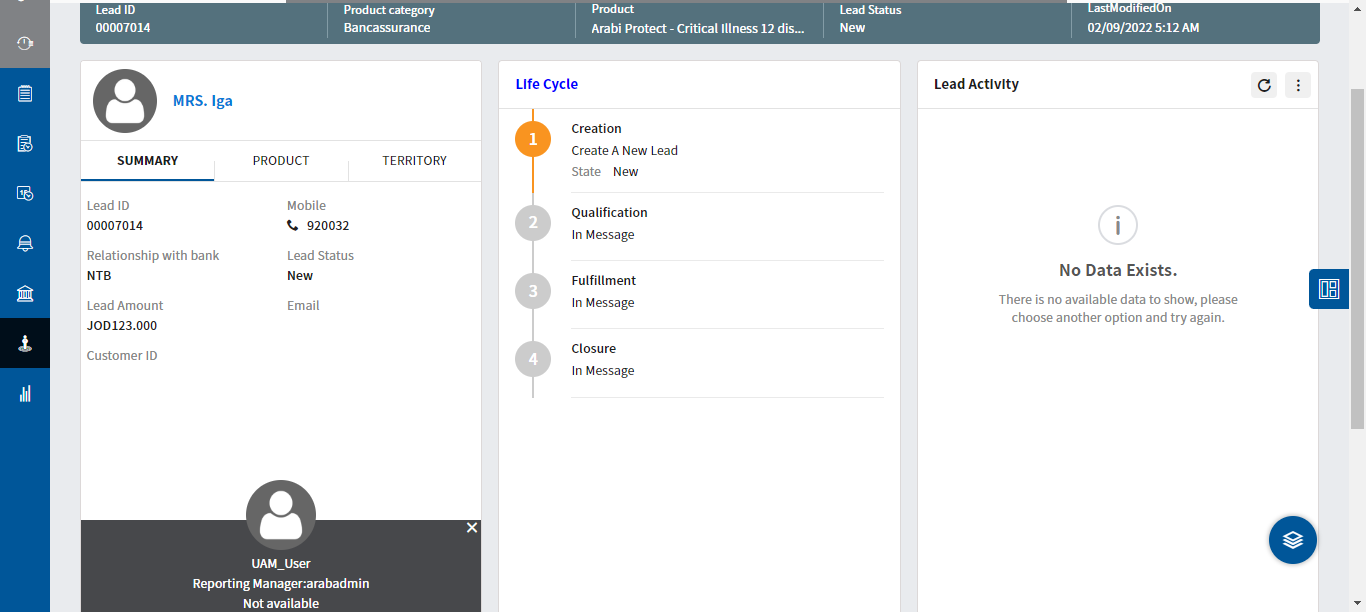 Lead ID
00007014
Product category
Bancassurance
Product
Arabi Protect - Critical Illness 12 dis...
Lead Status
New
LastModifiedOn
02/09/2022 5:12 AM
MRS. Iga
SUMMARY
PRODUCT
TERRITORY
Lead ID
00007014
Mobile
920032
Relationship with bank
NTB
Lead Status
New
Lead Amount
JOD123.000
Email
Customer ID
UAM_User
Reporting Manager:arabadmin
Not available
Life Cycle
1
Creation
Create A New Lead
State New
2
Qualification
In Message
3
Fulfillment
In Message
4
Closure
In Message
Lead Activity
No Data Exists.
There is no available data to show, please
choose another option and try again.